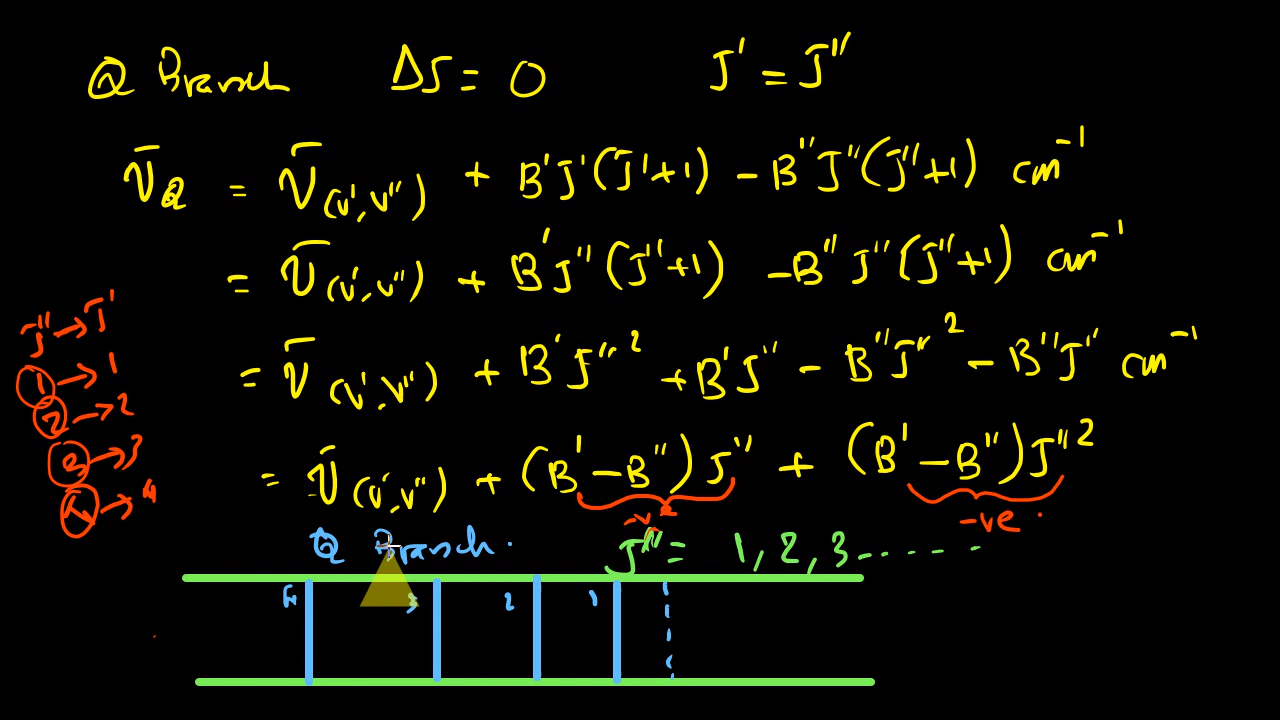 Q Branch ΔJ = 0 J' = J''
ν̄_Q = ν̄_(v',v'') + B'J'(J'+1) - B''J''(J''+1) cm⁻¹
= ν̄_(v',v'') + B'J''(J''+1) - B''J''(J''+1) cm⁻¹
= ν̄_(v',v'') + B'J''² + B'J'' - B''J''² - B''J'' cm⁻¹
= ν̄_(v',v'') + (B'-B'')J'' + (B'-B'')J''²
J'' → J'
1 → 1
2 → 2
3 → 3
4 → 4
-ve -ve
Q Branch. J'' = 1, 2, 3 ------
4 3 2 1